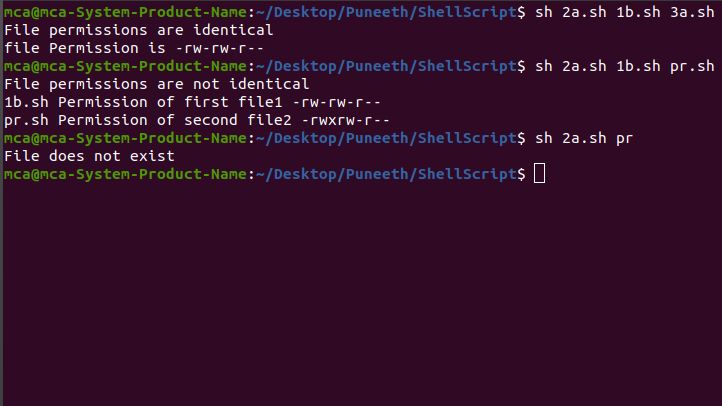 mca@mca-System-Product-Name:~/Desktop/Puneeth/ShellScript$ sh 2a.sh 1b.sh 3a.sh
File permissions are identical
file Permission is -rw-rw-r--
mca@mca-System-Product-Name:~/Desktop/Puneeth/ShellScript$ sh 2a.sh 1b.sh pr.sh
File permissions are not identical
1b.sh Permission of first file1 -rw-rw-r--
pr.sh Permission of second file2 -rwxrw-r--
mca@mca-System-Product-Name:~/Desktop/Puneeth/ShellScript$ sh 2a.sh pr
File does not exist
mca@mca-System-Product-Name:~/Desktop/Puneeth/ShellScript$